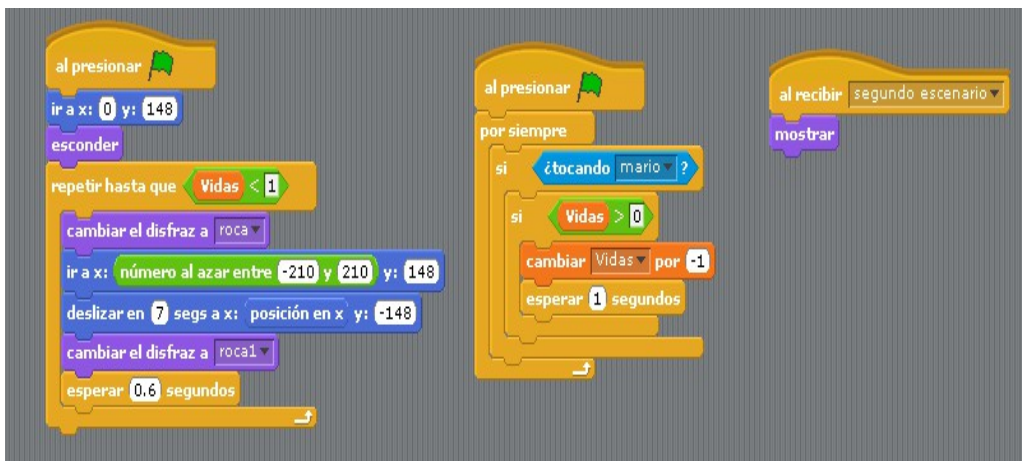 al presionar
ir a x: 0 y: 148
esconder
repetir hasta que Vidas < 1
cambiar el disfraz a roca
ir a x: número al azar entre -210 y 210 y: 148
deslizar en 7 segs a x: posición en x y: -148
cambiar el disfraz a roca1
esperar 0.6 segundos
al presionar
por siempre
si ¿tocando mario ?
si Vidas > 0
cambiar Vidas por -1
esperar 1 segundos
al recibir segundo escenario
mostrar